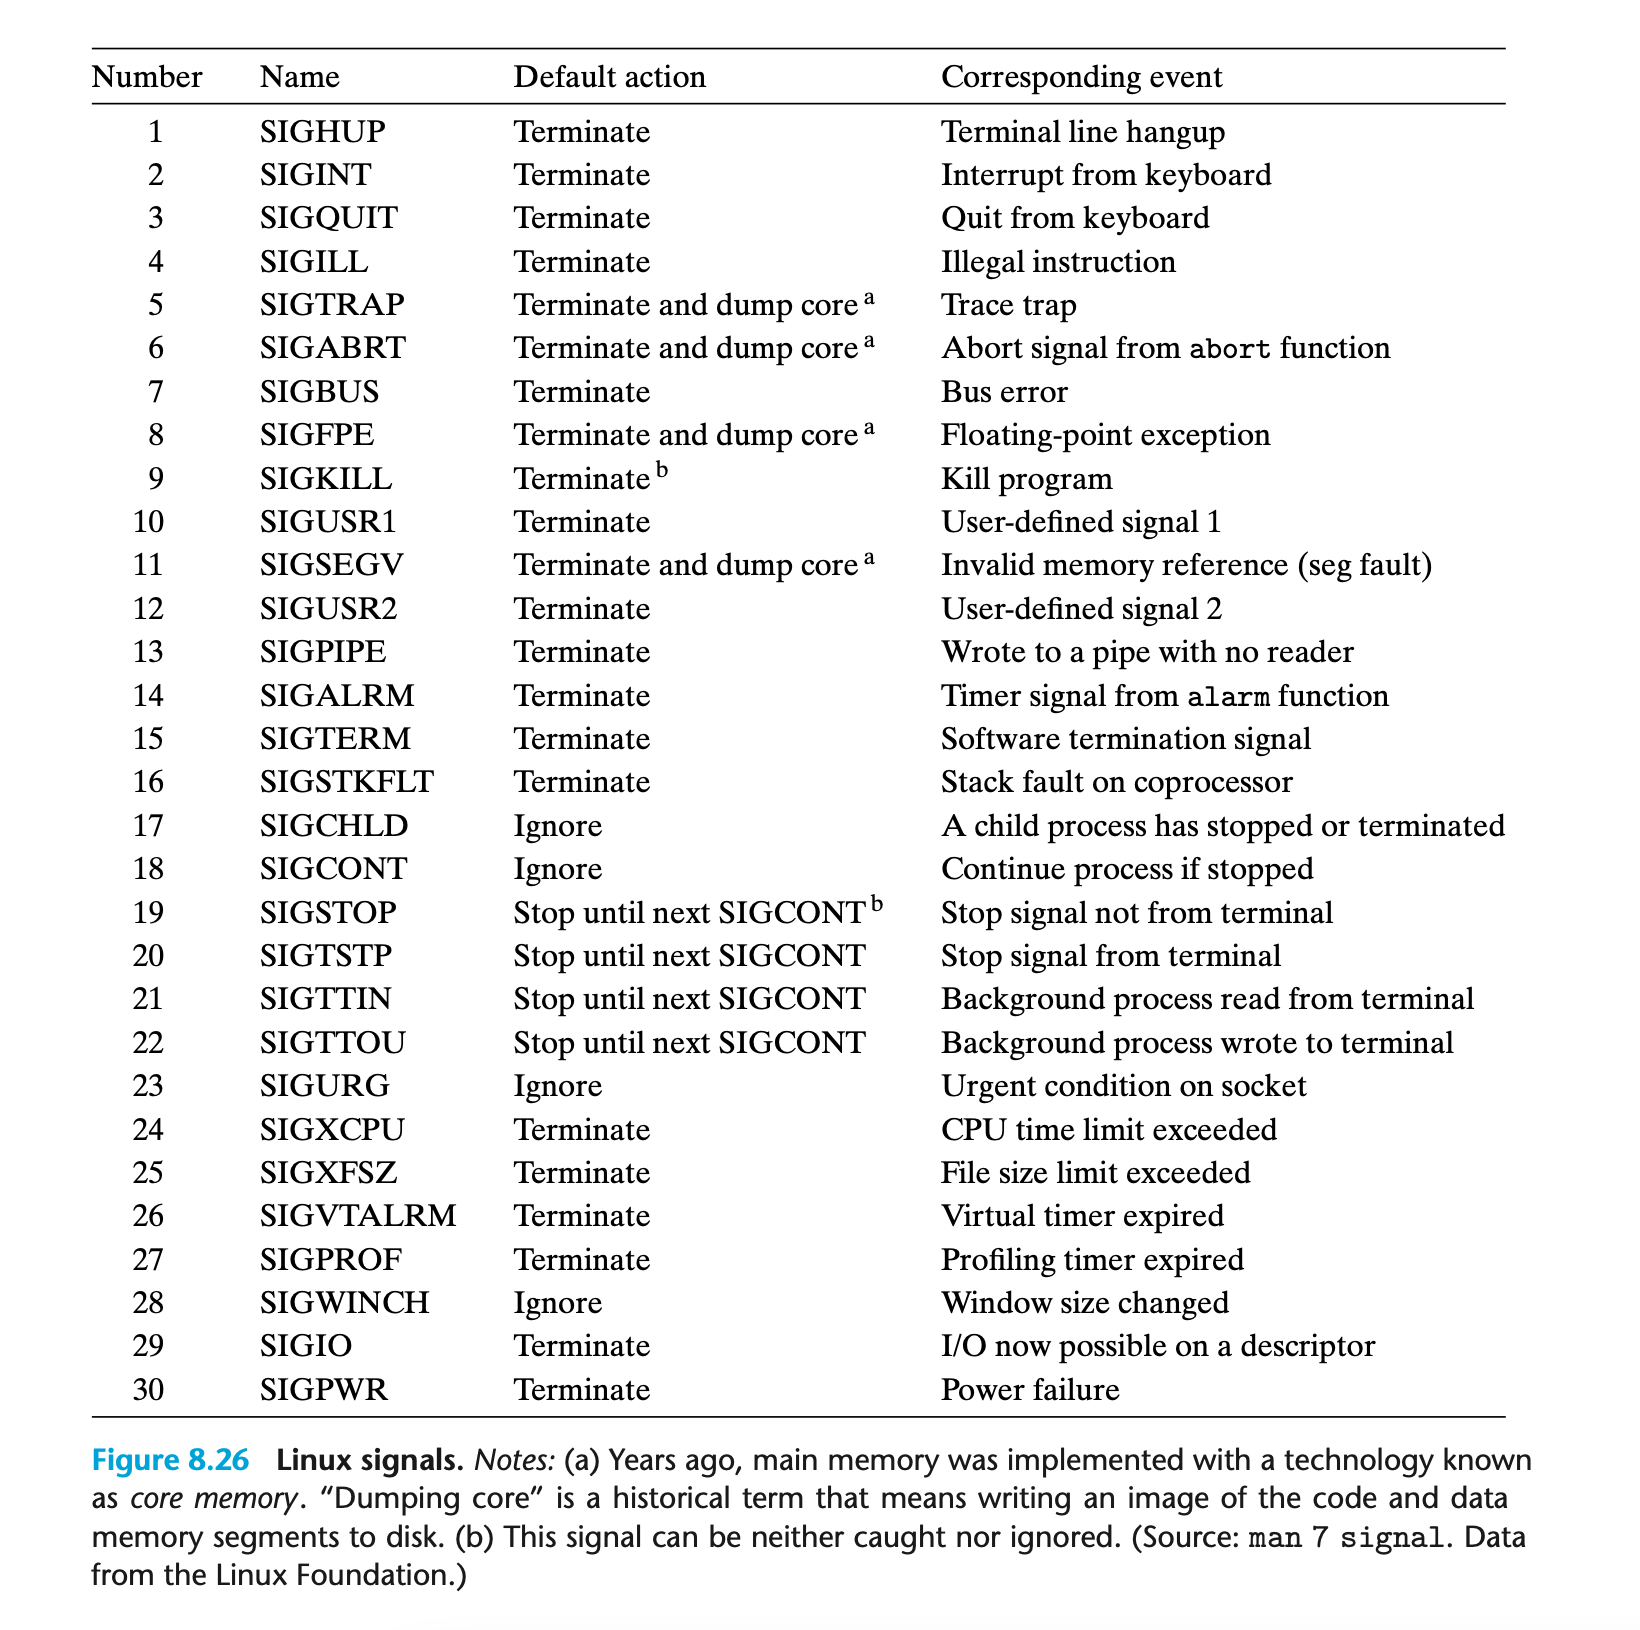 Number Name Default action Corresponding event
1 SIGHUP Terminate Terminal line hangup
2 SIGINT Terminate Interrupt from keyboard
3 SIGQUIT Terminate Quit from keyboard
4 SIGILL Terminate Illegal instruction
5 SIGTRAP Terminate and dump core a Trace trap
6 SIGABRT Terminate and dump core a Abort signal from abort function
7 SIGBUS Terminate Bus error
8 SIGFPE Terminate and dump core a Floating-point exception
9 SIGKILL Terminate b Kill program
10 SIGUSR1 Terminate User-defined signal 1
11 SIGSEGV Terminate and dump core a Invalid memory reference (seg fault)
12 SIGUSR2 Terminate User-defined signal 2
13 SIGPIPE Terminate Wrote to a pipe with no reader
14 SIGALRM Terminate Timer signal from alarm function
15 SIGTERM Terminate Software termination signal
16 SIGSTKFLT Terminate Stack fault on coprocessor
17 SIGCHLD Ignore A child process has stopped or terminated
18 SIGCONT Ignore Continue process if stopped
19 SIGSTOP Stop until next SIGCONT b Stop signal not from terminal
20 SIGTSTP Stop until next SIGCONT Stop signal from terminal
21 SIGTTIN Stop until next SIGCONT Background process read from terminal
22 SIGTTOU Stop until next SIGCONT Background process wrote to terminal
23 SIGURG Ignore Urgent condition on socket
24 SIGXCPU Terminate CPU time limit exceeded
25 SIGXFSZ Terminate File size limit exceeded
26 SIGVTALRM Terminate Virtual timer expired
27 SIGPROF Terminate Profiling timer expired
28 SIGWINCH Ignore Window size changed
29 SIGIO Terminate I/O now possible on a descriptor
30 SIGPWR Terminate Power failure
Figure 8.26 Linux signals. Notes: (a) Years ago, main memory was implemented with a technology known
as core memory. “Dumping core” is a historical term that means writing an image of the code and data
memory segments to disk. (b) This signal can be neither caught nor ignored. (Source: man 7 signal. Data
from the Linux Foundation.)